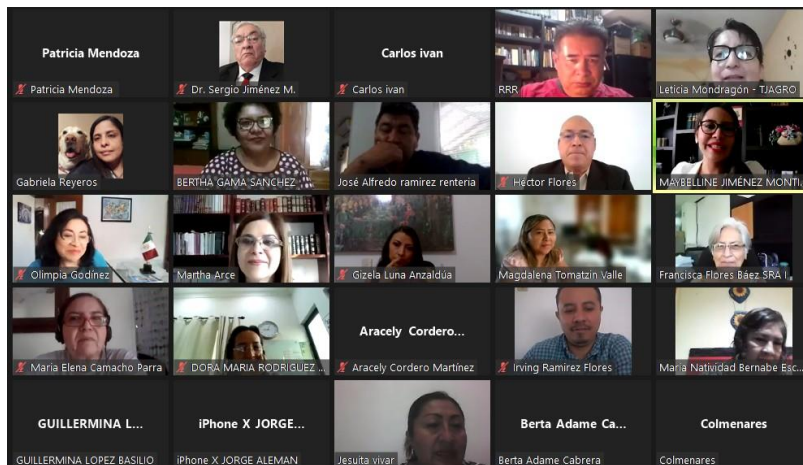 Patricia Mendoza
Patricia Mendoza
Dr. Sergio Jiménez M.
Carlos ivan
Carlos ivan
RRR
Leticia Mondragón - TJAGRO
Gabriela Reyeros
BERTHA GAMA SÁNCHEZ
José Alfredo ramirez renteria
Héctor Flores
MAYBELLINE JIMÉNEZ MONTI...
Olimpia Godínez
Martha Arce
Gizela Luna Anzaldúa
Magdalena Tomatzin Valle
Francisca Flores Báez SRA I
Maria Elena Camacho Parra
DORA MARIA RODRIGUEZ ...
Aracely Cordero...
Aracely Cordero Martínez
Irving Ramirez Flores
Maria Natividad Bernabe Esc...
GUILLERMINA L...
GUILLERMINA LOPEZ BASILIO
iPhone X JORGE...
iPhone X JORGE ALEMAN
Jesuita vivar
Berta Adame Ca...
Berta Adame Cabrera
Colmenares
Colmenares